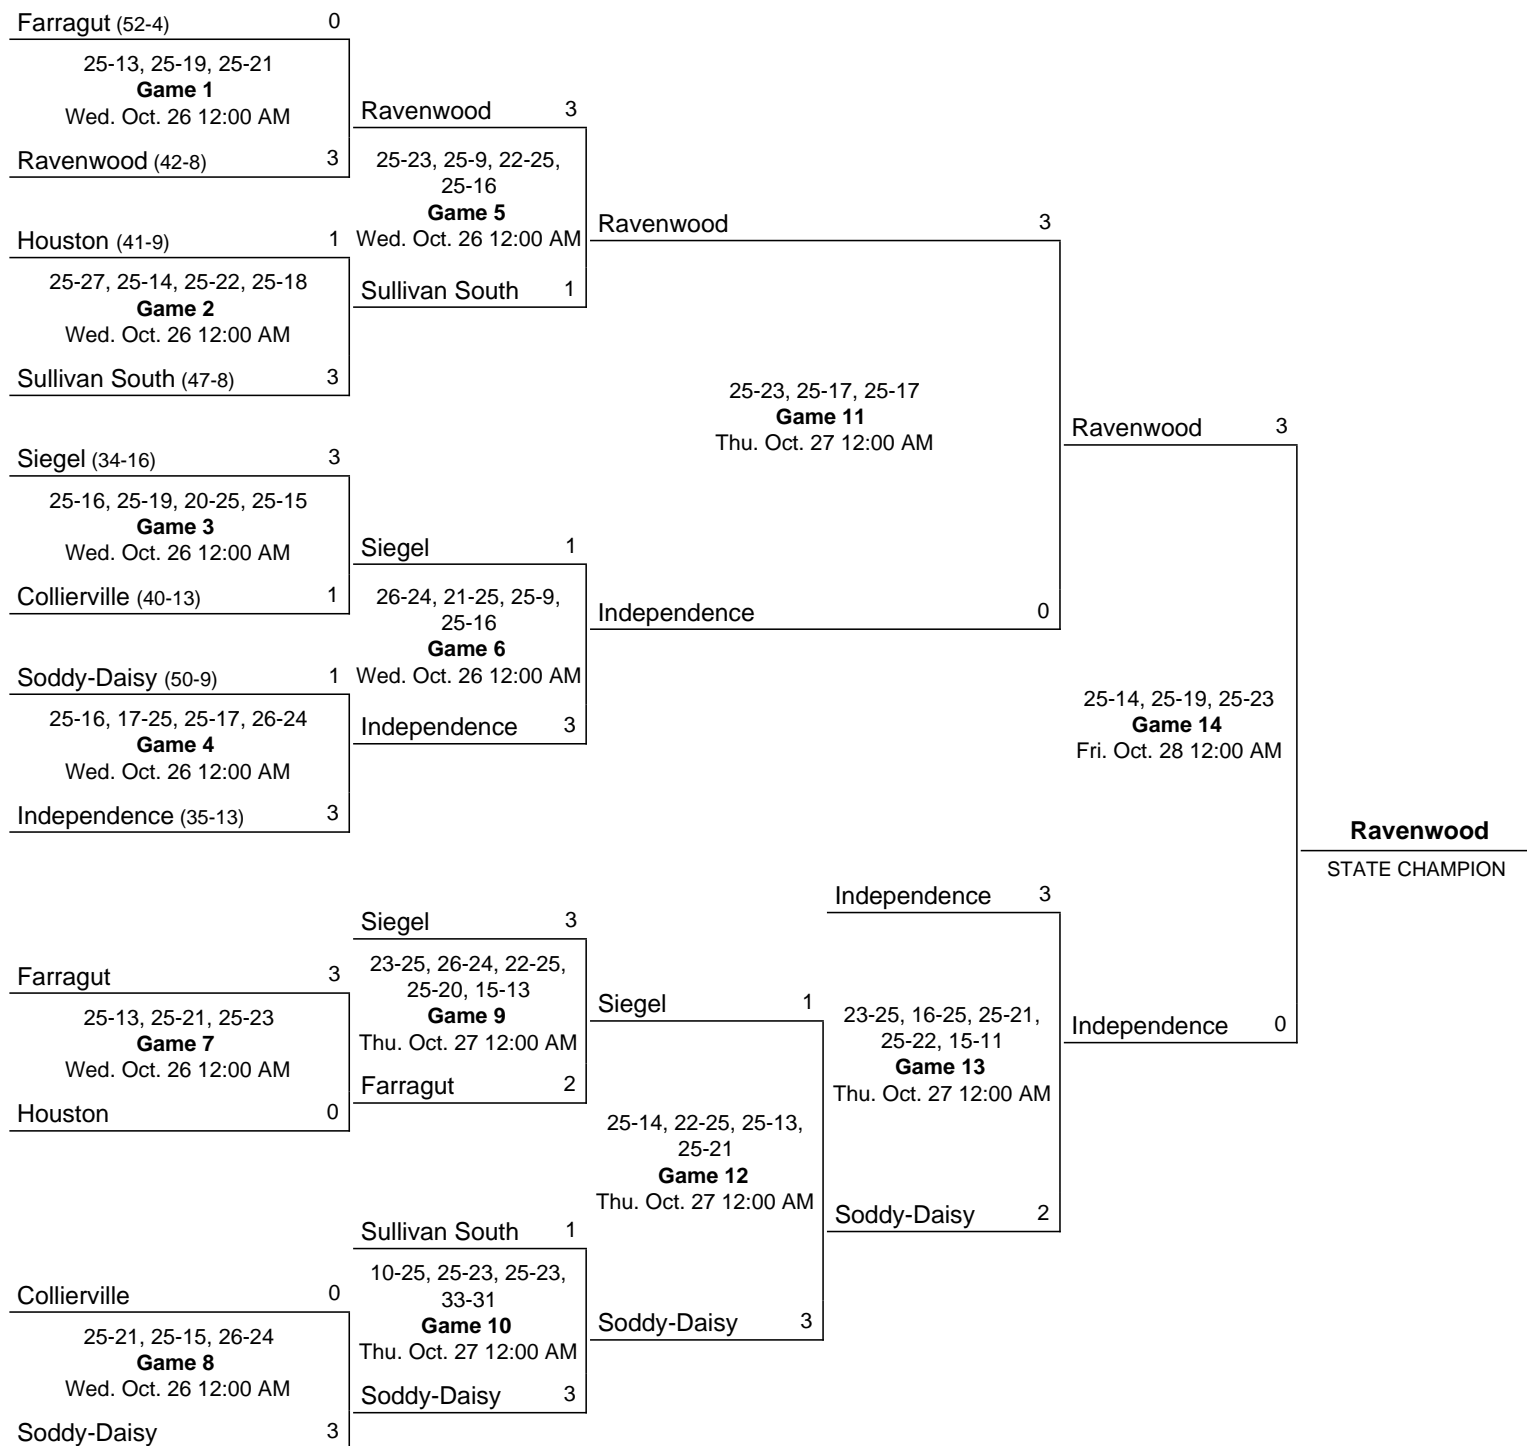 Farragut (52-4) 0
25-13, 25-19, 25-21
Game 1
Wed. Oct. 26 12:00 AM
Ravenwood (42-8) 3
Houston (41-9) 1
25-27, 25-14, 25-22, 25-18
Game 2
Wed. Oct. 26 12:00 AM
Sullivan South (47-8) 3
Siegel (34-16) 3
25-16, 25-19, 20-25, 25-15
Game 3
Wed. Oct. 26 12:00 AM
Collierville (40-13) 1
Soddy-Daisy (50-9) 1
25-16, 17-25, 25-17, 26-24
Game 4
Wed. Oct. 26 12:00 AM
Independence (35-13) 3
Ravenwood 3
25-23, 25-9, 22-25,
25-16
Game 5
Wed. Oct. 26 12:00 AM
Sullivan South 1
Siegel 1
26-24, 21-25, 25-9,
25-16
Game 6
Wed. Oct. 26 12:00 AM
Independence 3
Ravenwood 3
25-23, 25-17, 25-17
Game 11
Thu. Oct. 27 12:00 AM
Independence 0
Ravenwood 3
25-14, 25-19, 25-23
Game 14
Fri. Oct. 28 12:00 AM
Independence 0
Ravenwood
STATE CHAMPION
Farragut 3
25-13, 25-21, 25-23
Game 7
Wed. Oct. 26 12:00 AM
Houston 0
Collierville 0
25-21, 25-15, 26-24
Game 8
Wed. Oct. 26 12:00 AM
Soddy-Daisy 3
Siegel 3
23-25, 26-24, 22-25,
25-20, 15-13
Game 9
Thu. Oct. 27 12:00 AM
Farragut 2
Sullivan South 1
10-25, 25-23, 25-23,
33-31
Game 10
Thu. Oct. 27 12:00 AM
Soddy-Daisy 3
Siegel 1
25-14, 22-25, 25-13,
25-21
Game 12
Thu. Oct. 27 12:00 AM
Soddy-Daisy 3
Independence 3
23-25, 16-25, 25-21,
25-22, 15-11
Game 13
Thu. Oct. 27 12:00 AM
Soddy-Daisy 2